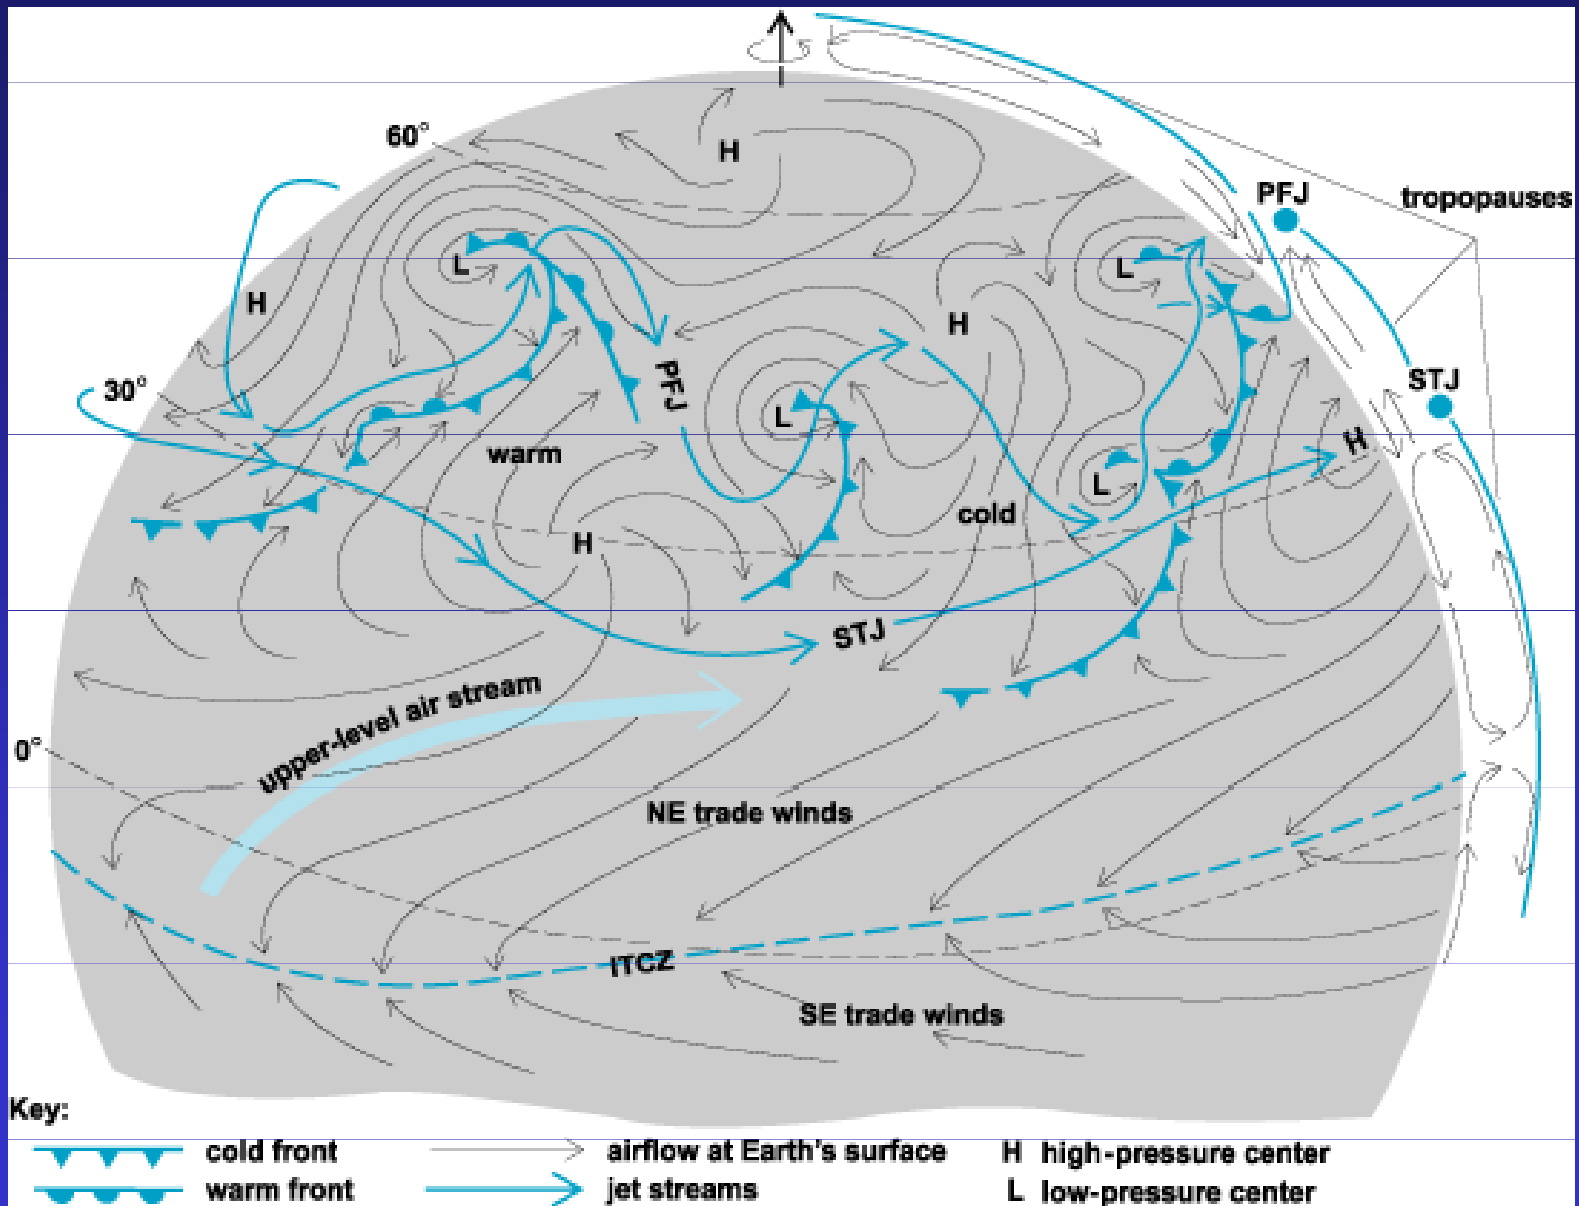 60°
H
PFJ
tropopauses
L
L
H
H
30°
PFJ
STJ
L
H
warm
L
cold
H
STJ
upper-level air stream
0°
NE trade winds
ITCZ
SE trade winds
Key:
cold front
airflow at Earth's surface
H high-pressure center
warm front
jet streams
L low-pressure center